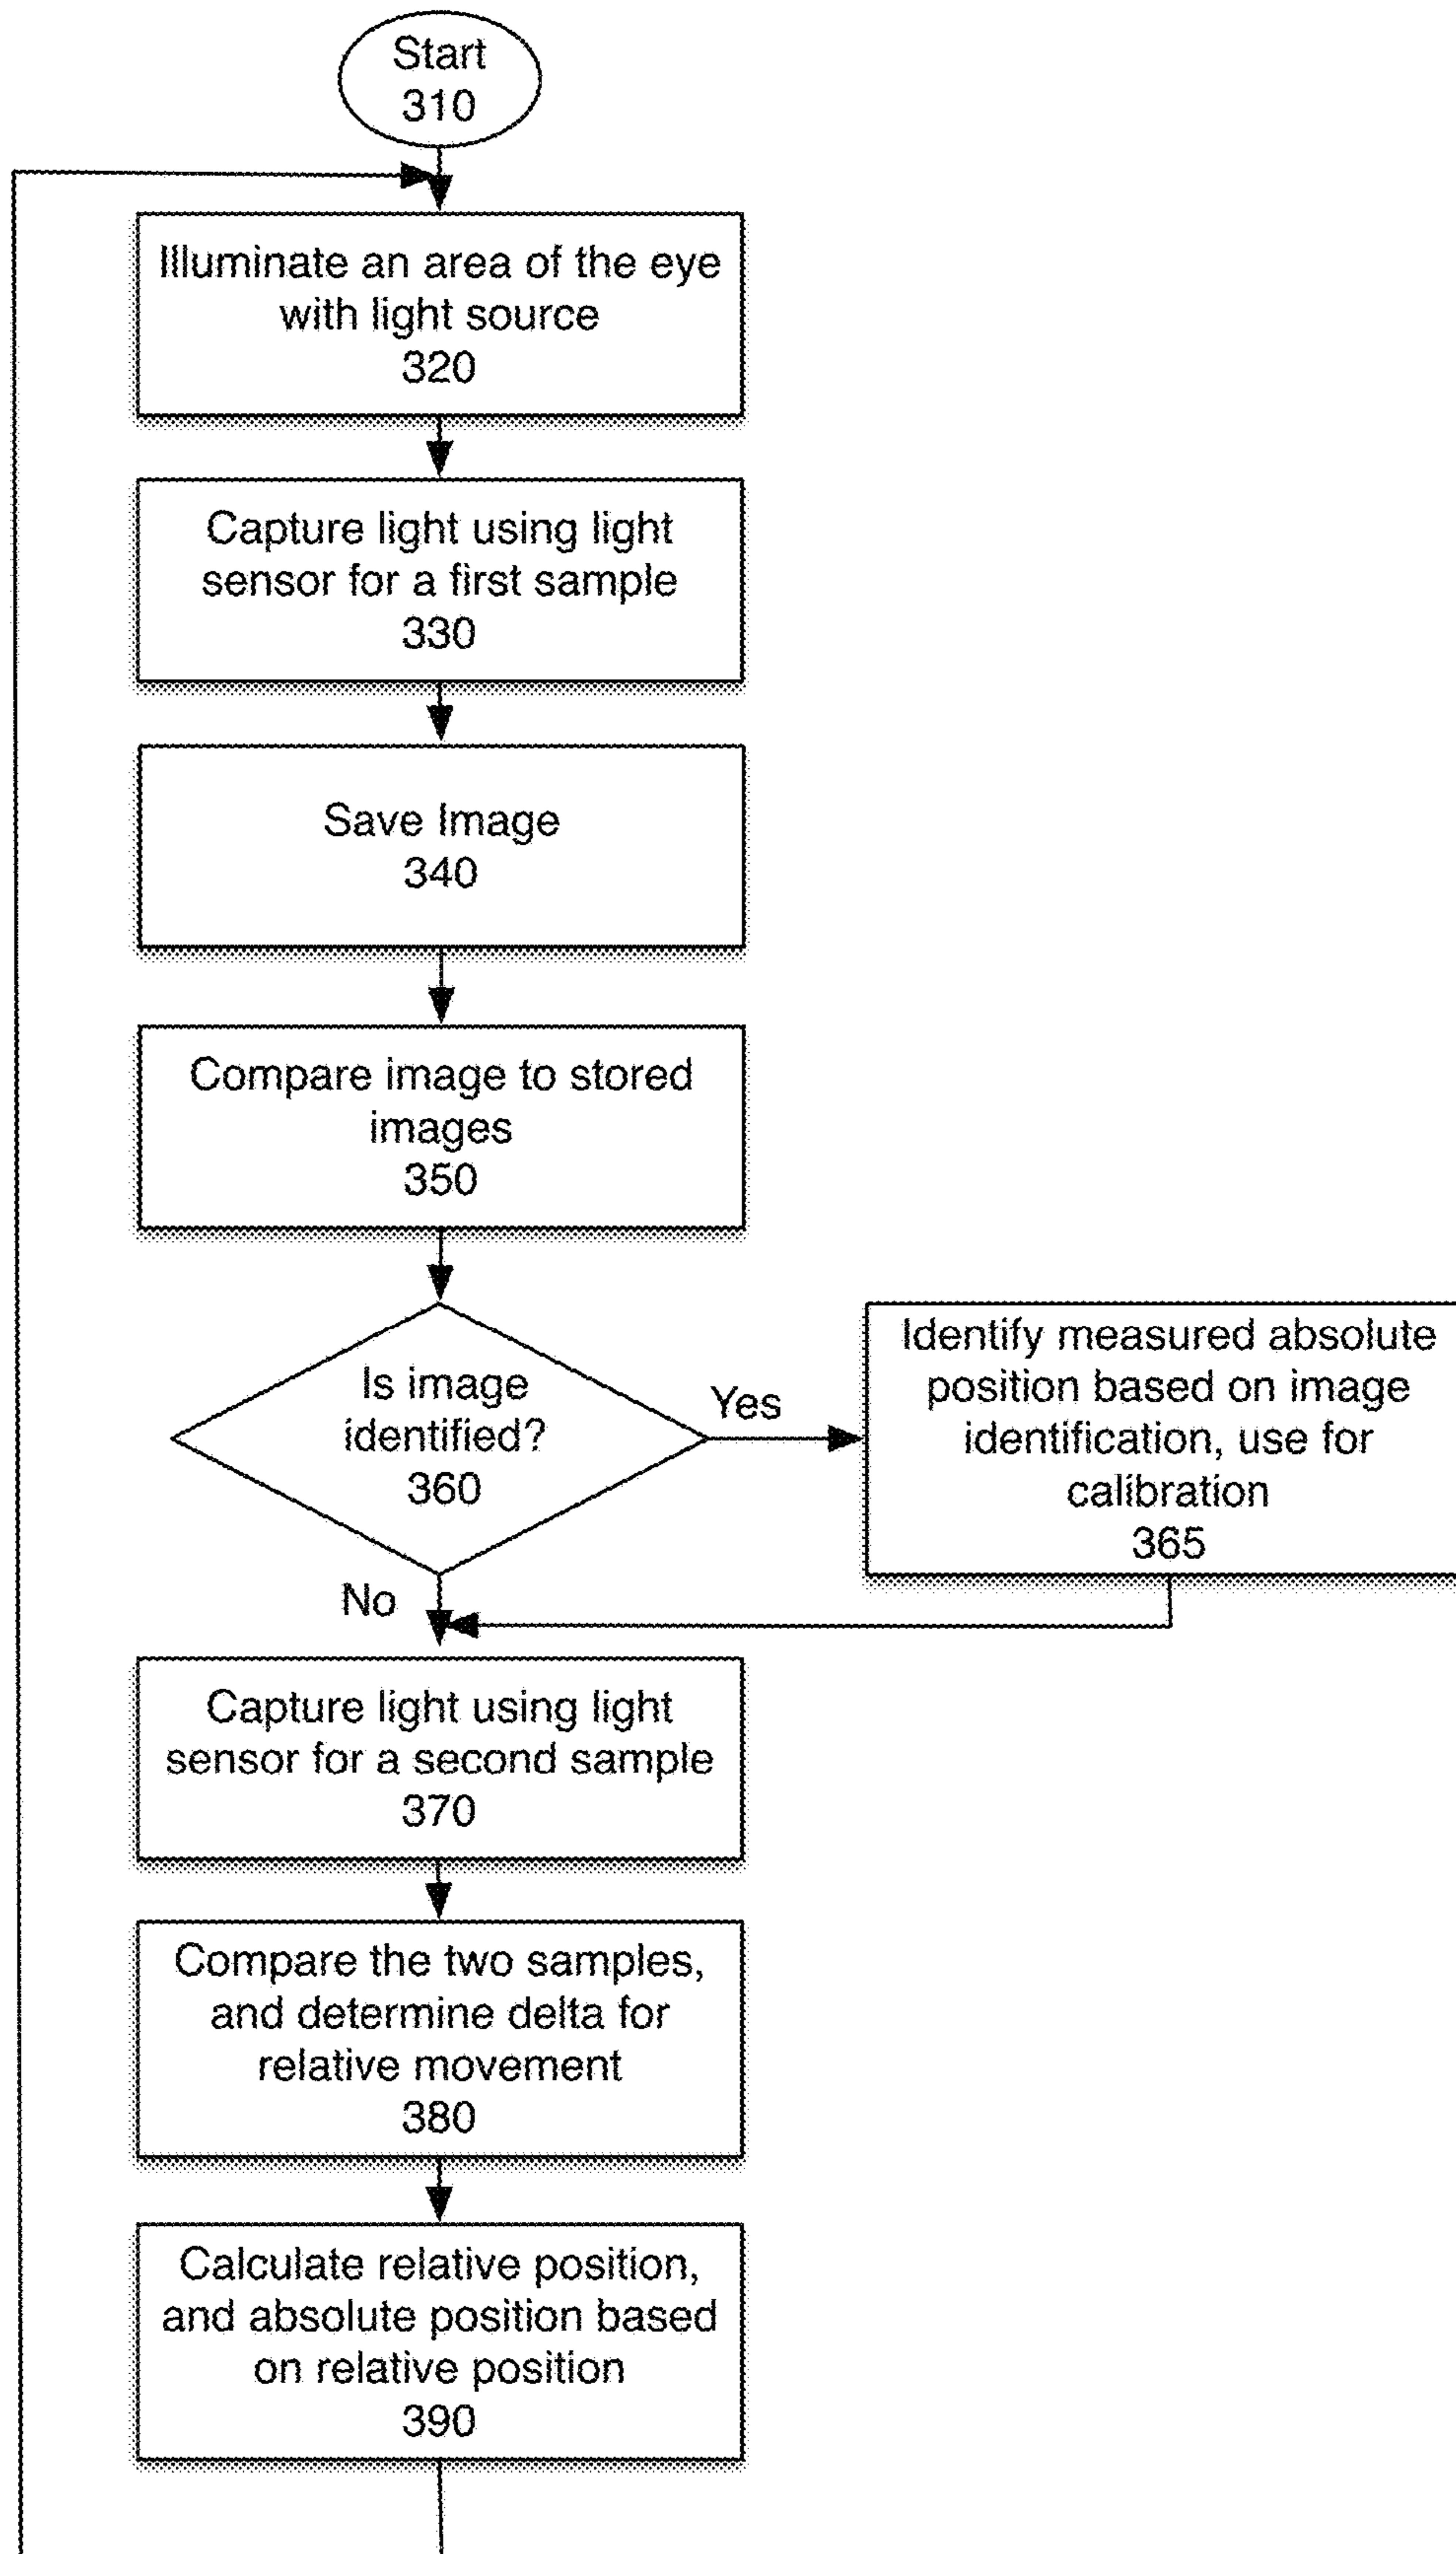 Start
310
Illuminate an area of the eye
with light source
320
Capture light using light
sensor for a first sample
330
Save Image
340
Compare image to stored
images
350
Is image
identified?
360
Yes
Identify measured absolute
position based on image
identification, use for
calibration
365
No
Capture light using light
sensor for a second sample
370
Compare the two samples,
and determine delta for
relative movement
380
Calculate relative position,
and absolute position based
on relative position
390